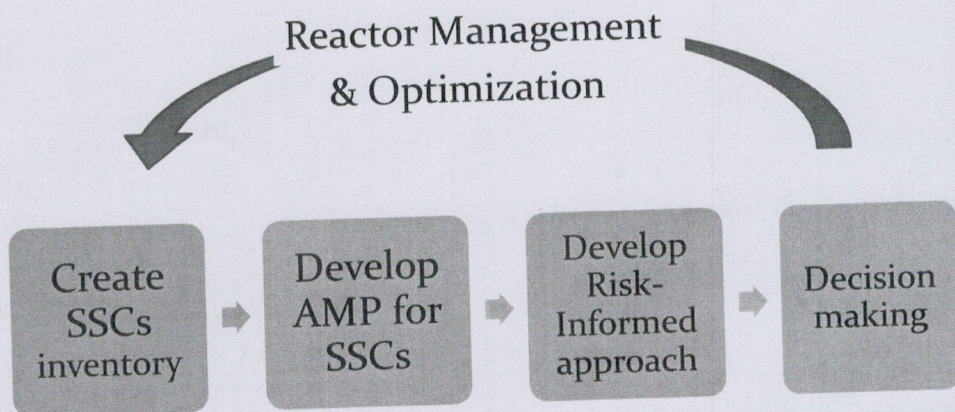 Reactor Management
& Optimization
Create
SSCs
inventory
Develop
AMP for
SSCs
Develop
Risk-
Informed
approach
Decision
making